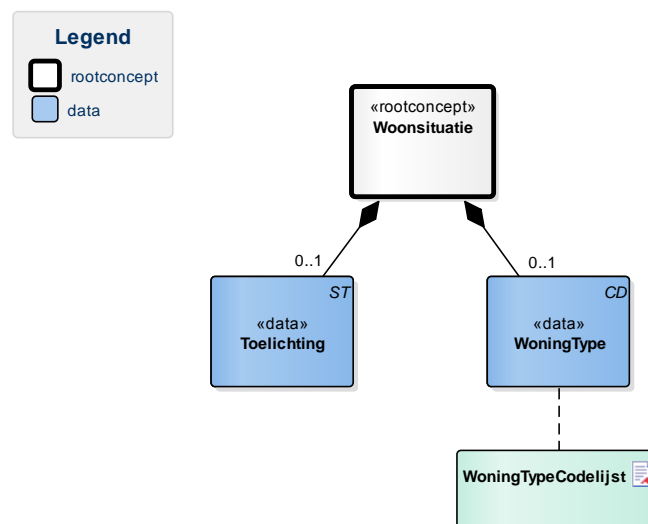 Legend
rootconcept
data
«rootconcept»
Woonsituatie
0..1
0..1
ST
«data»
Toelichting
CD
«data»
WoningType
WoningTypeCodelijst